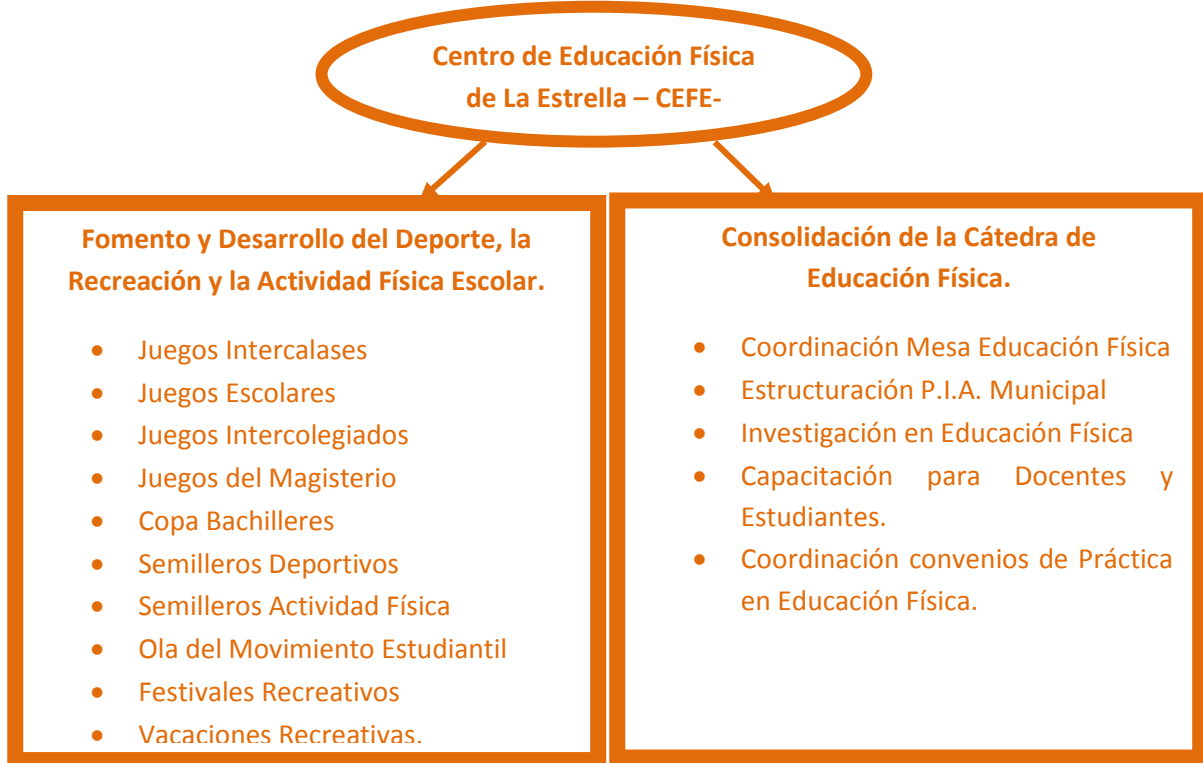 Centro de Educación Física
de La Estrella – CEFE-
Fomento y Desarrollo del Deporte, la
Recreación y la Actividad Física Escolar.
• Juegos Intercalases
• Juegos Escolares
• Juegos Intercolegiados
• Juegos del Magisterio
• Copa Bachilleres
• Semilleros Deportivos
• Semilleros Actividad Física
• Ola del Movimiento Estudiantil
• Festivales Recreativos
• Vacaciones Recreativas.
Consolidación de la Cátedra de
Educación Física.
• Coordinación Mesa Educación Física
• Estructuración P.I.A. Municipal
• Investigación en Educación Física
• Capacitación para Docentes y
Estudiantes.
• Coordinación convenios de Práctica
en Educación Física.